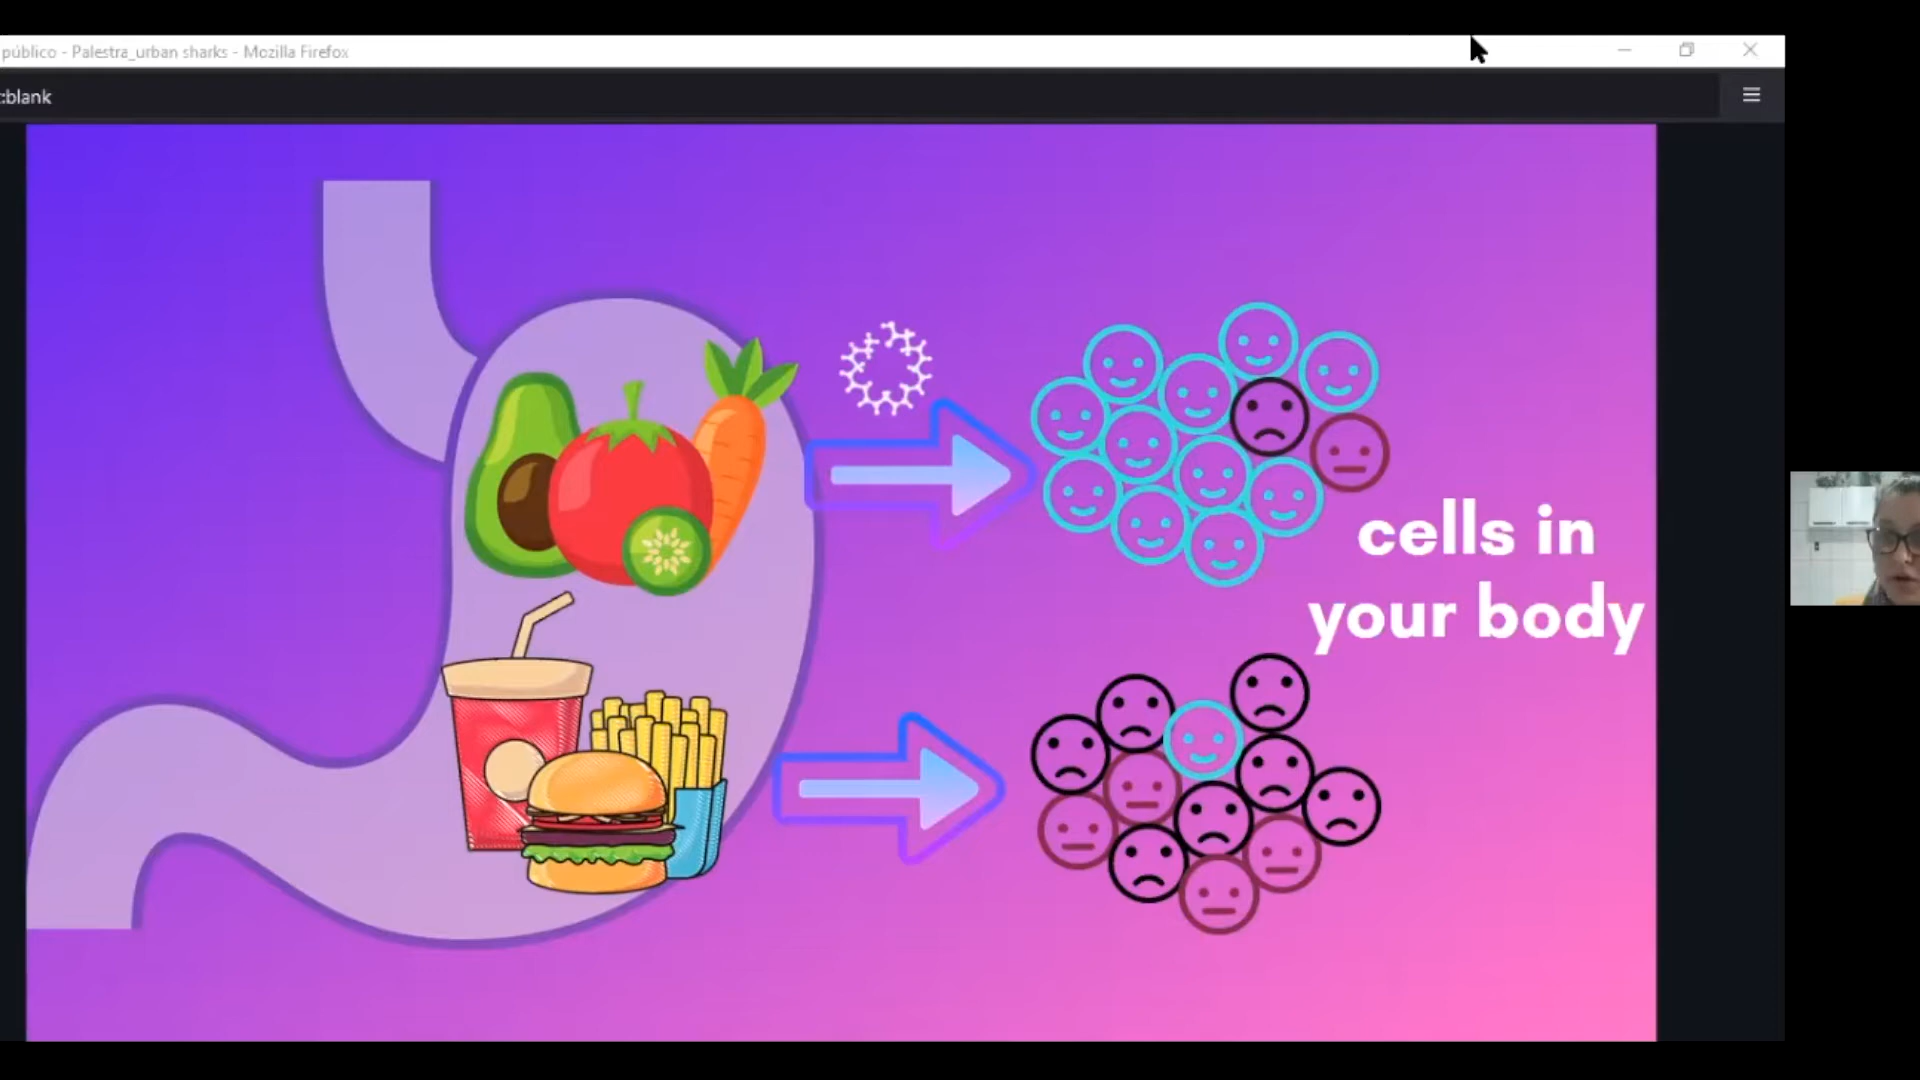 público - Palestra_urban sharks - Mozilla Firefox
:blank
cells in
your body